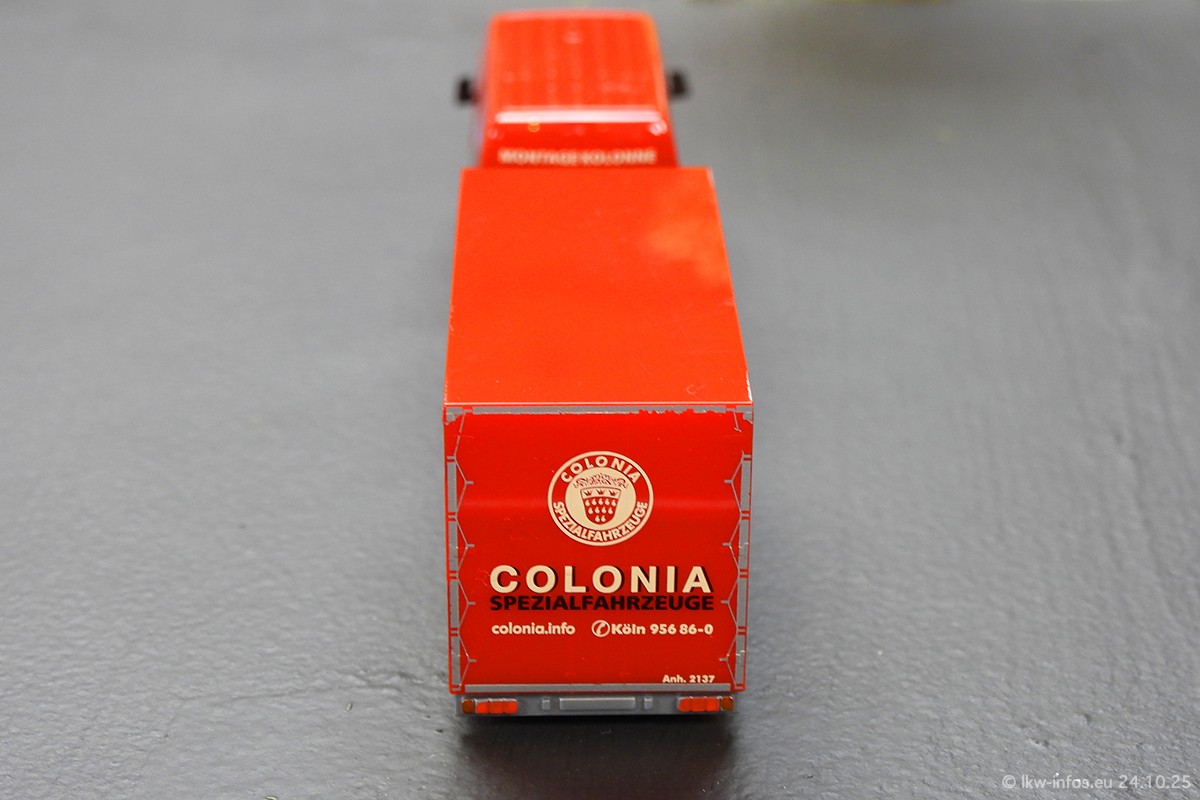 MONTAGE KOLONNE
COLONIA
SPEZIALFAHRZEUGE
COLONIA
SPEZIALFAHRZEUGE
colonia.info Köln 956 86-0
Anh. 2137
© lkw-infos.eu 24.10.25